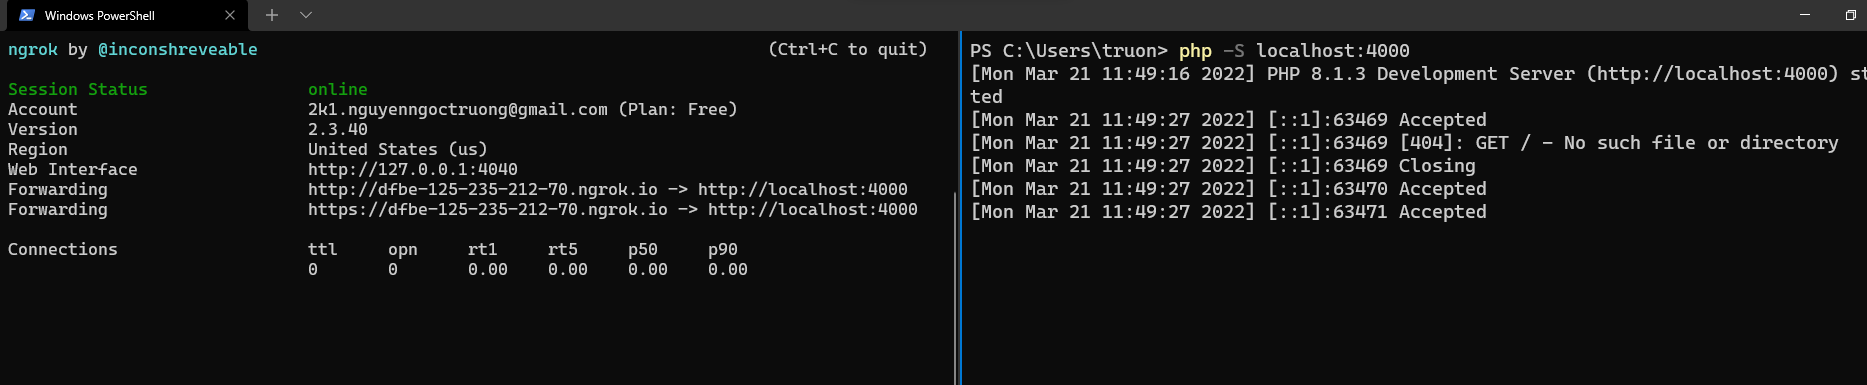 Windows PowerShell
ngrok by @inconshreveable (Ctrl+C to quit)
Session Status online
Account 2k1.nguyenngoctruong@gmail.com (Plan: Free)
Version 2.3.40
Region United States (us)
Web Interface http://127.0.0.1:4040
Forwarding http://dfbe-125-235-212-70.ngrok.io -> http://localhost:4000
Forwarding https://dfbe-125-235-212-70.ngrok.io -> http://localhost:4000
Connections ttl opn rt1 rt5 p50 p90
0 0 0.00 0.00 0.00 0.00
PS C:\Users\truon> php -S localhost:4000
[Mon Mar 21 11:49:16 2022] PHP 8.1.3 Development Server (http://localhost:4000) st
ted
[Mon Mar 21 11:49:27 2022] [::1]:63469 Accepted
[Mon Mar 21 11:49:27 2022] [::1]:63469 [404]: GET / - No such file or directory
[Mon Mar 21 11:49:27 2022] [::1]:63469 Closing
[Mon Mar 21 11:49:27 2022] [::1]:63470 Accepted
[Mon Mar 21 11:49:27 2022] [::1]:63471 Accepted